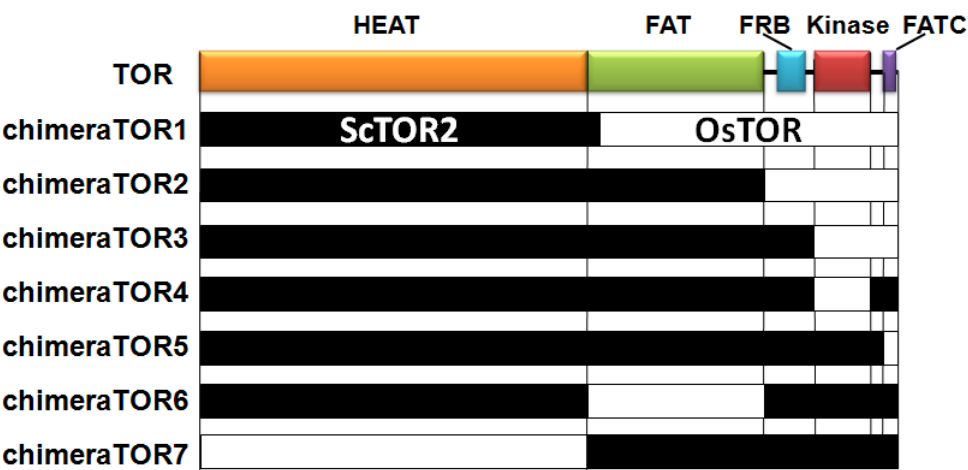 HEAT FAT FRB Kinase FATC
TOR
chimeraTOR1 ScTOR2 OsTOR
chimeraTOR2
chimeraTOR3
chimeraTOR4
chimeraTOR5
chimeraTOR6
chimeraTOR7